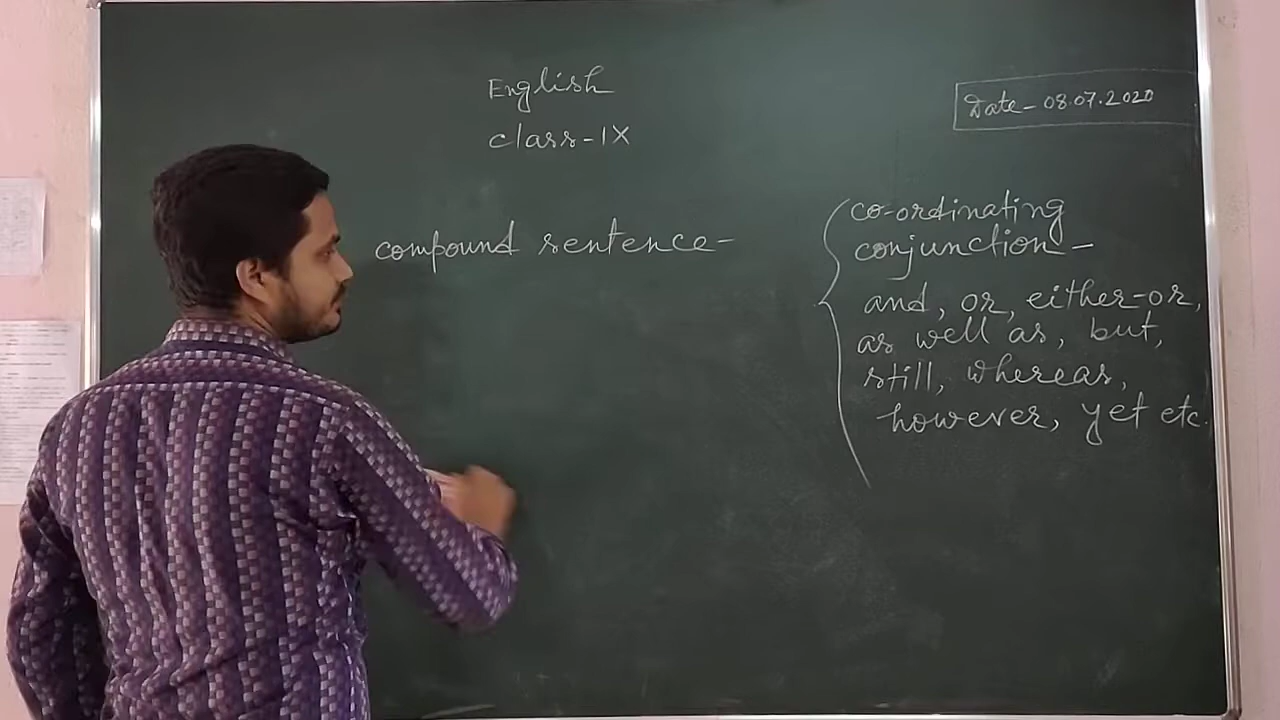 English
class-IX
Date-08.07.2020
compound sentence-
co-ordinating
conjunction-
and, or, either-or,
as well as, but,
still, whereas,
however, yet etc.